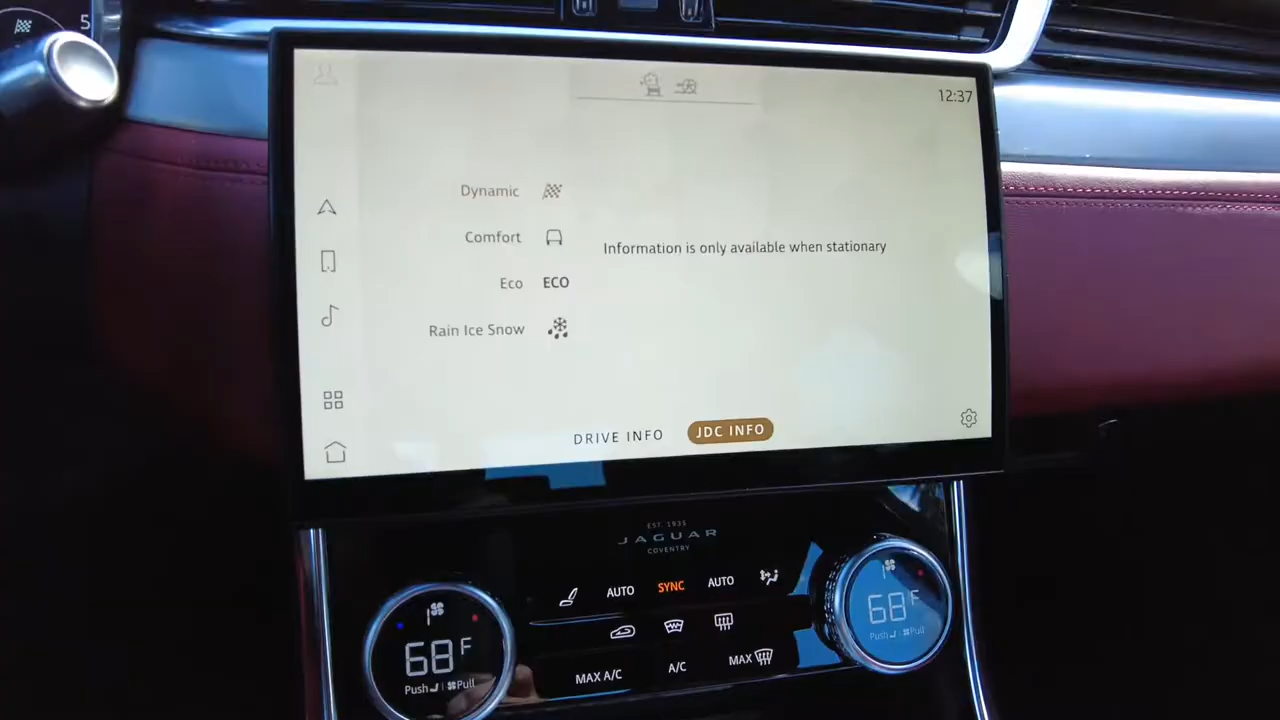 5
12:37
Dynamic
Comfort
Information is only available when stationary
Eco ECO
Rain Ice Snow
DRIVE INFO JDC INFO
EST. 1935
JAGUAR
COVENTRY
AUTO SYNC AUTO
68 F
Push Pull
68 F
Push Pull
MAX A/C A/C MAX